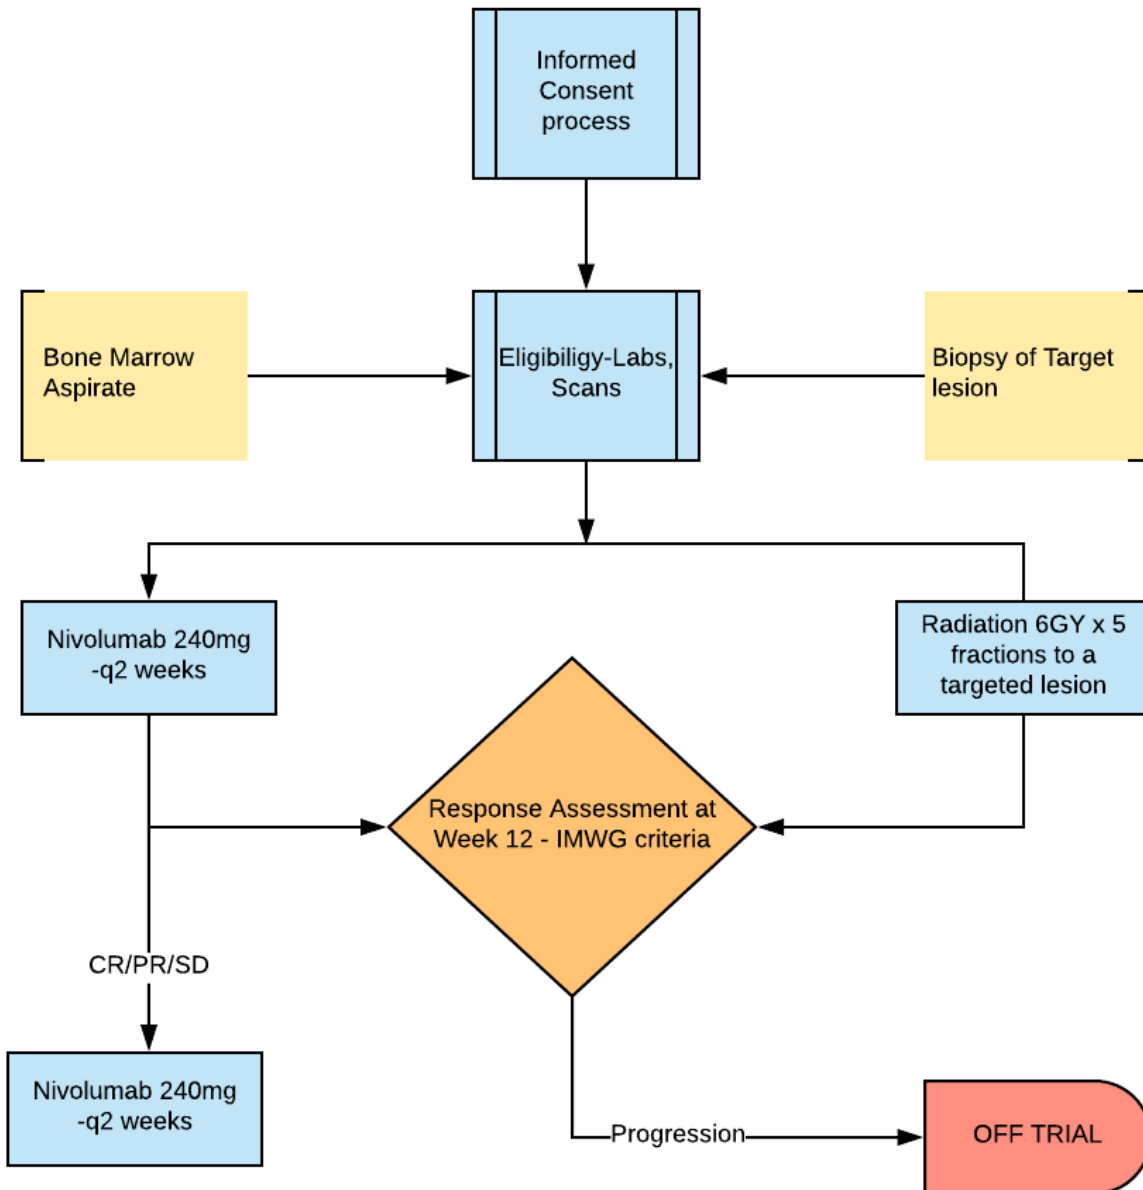 Informed
Consent
process
Bone Marrow
Aspirate
Eligibiligy-Labs,
Scans
Biopsy of Target
lesion
Nivolumab 240mg
-q2 weeks
Radiation 6GY x 5
fractions to a
targeted lesion
Response Assessment at
Week 12 - IMWG criteria
CR/PR/SD
Nivolumab 240mg
-q2 weeks
Progression
OFF TRIAL